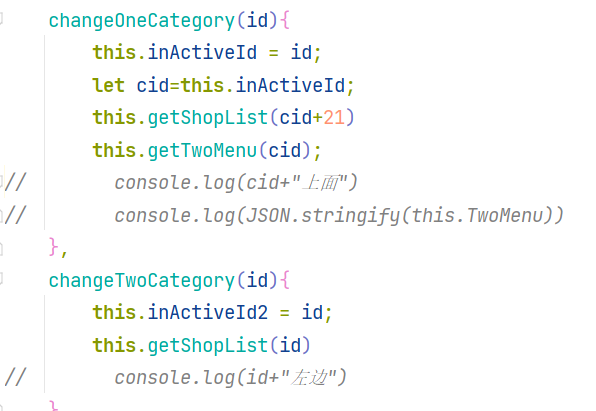 changeOneCategory(id){
this.inActiveId = id;
let cid=this.inActiveId;
this.getShopList(cid+21)
this.getTwoMenu(cid);
// console.log(cid+"上面")
// console.log(JSON.stringify(this.TwoMenu))
},
changeTwoCategory(id){
this.inActiveId2 = id;
this.getShopList(id)
// console.log(id+"左边")
}